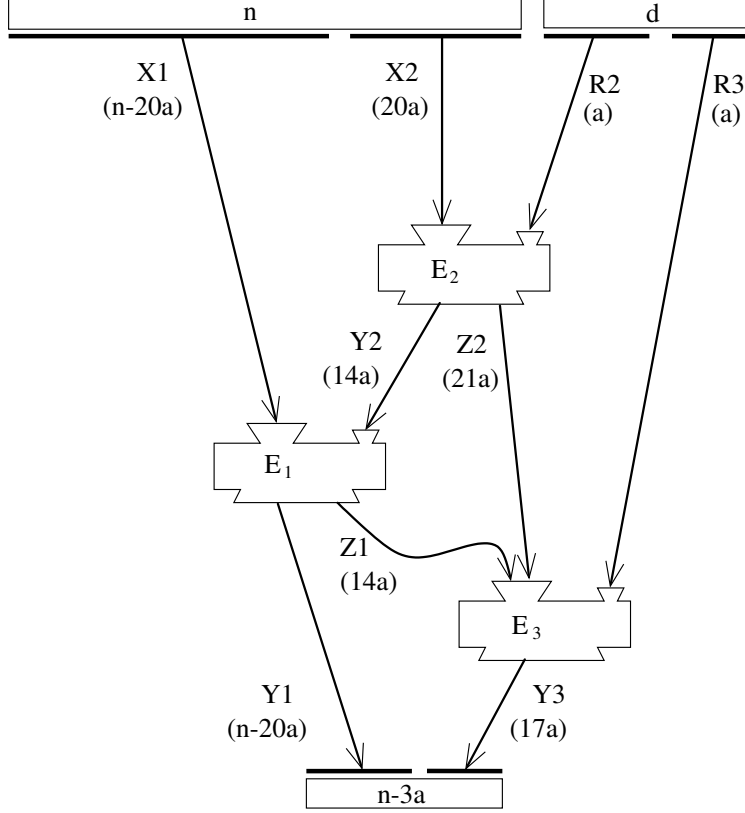 n
d
X1
(n-20a)
X2
(20a)
R2
(a)
R3
(a)
E2
Y2
(14a)
Z2
(21a)
E1
Z1
(14a)
E3
Y1
(n-20a)
Y3
(17a)
n-3a